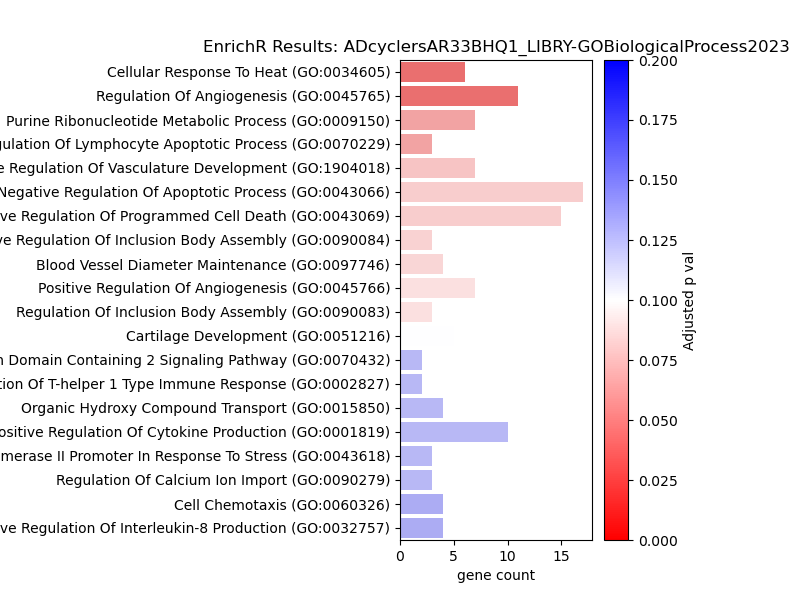 EnrichR Results: ADcyclersAR33BHQ1_LIBRY-GOBiologicalProcess2023
Cellular Response To Heat (GO:0034605)
Regulation Of Angiogenesis (GO:0045765)
Purine Ribonucleotide Metabolic Process (GO:0009150)
gulation Of Lymphocyte Apoptotic Process (GO:0070229)
e Regulation Of Vasculature Development (GO:1904018)
Negative Regulation Of Apoptotic Process (GO:0043066)
ve Regulation Of Programmed Cell Death (GO:0043069)
ve Regulation Of Inclusion Body Assembly (GO:0090084)
Blood Vessel Diameter Maintenance (GO:0097746)
Positive Regulation Of Angiogenesis (GO:0045766)
Regulation Of Inclusion Body Assembly (GO:0090083)
Cartilage Development (GO:0051216)
n Domain Containing 2 Signaling Pathway (GO:0070432)
tion Of T-helper 1 Type Immune Response (GO:0002827)
Organic Hydroxy Compound Transport (GO:0015850)
ositive Regulation Of Cytokine Production (GO:0001819)
merase II Promoter In Response To Stress (GO:0043618)
Regulation Of Calcium Ion Import (GO:0090279)
Cell Chemotaxis (GO:0060326)
ve Regulation Of Interleukin-8 Production (GO:0032757)
0 5 10 15
gene count
0.200
0.175
0.150
0.125
0.100
0.075
0.050
0.025
0.000
Adjusted p val